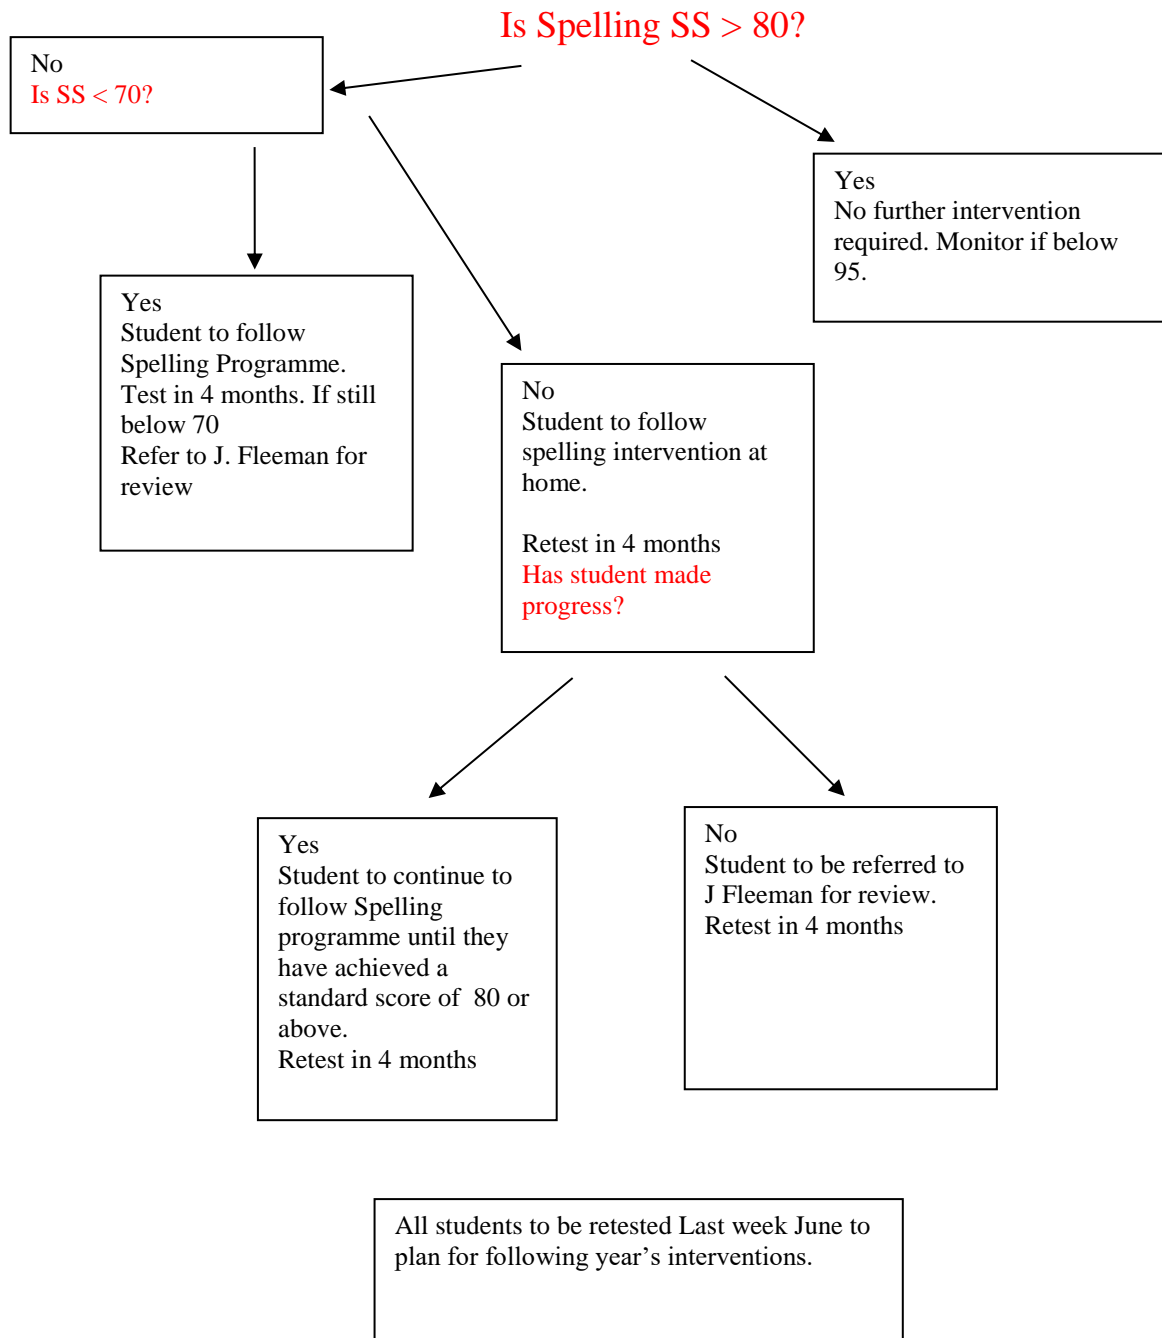 Is Spelling SS > 80?
No
Is SS < 70?
Yes
No further intervention
required. Monitor if below
95.
Yes
Student to follow
Spelling Programme.
Test in 4 months. If still
below 70
Refer to J. Fleeman for
review
No
Student to follow
spelling intervention at
home.
Retest in 4 months
Has student made
progress?
Yes
Student to continue to
follow Spelling
programme until they
have achieved a
standard score of  80 or
above.
Retest in 4 months
No
Student to be referred to
J Fleeman for review.
Retest in 4 months
All students to be retested Last week June to
plan for following year’s interventions.